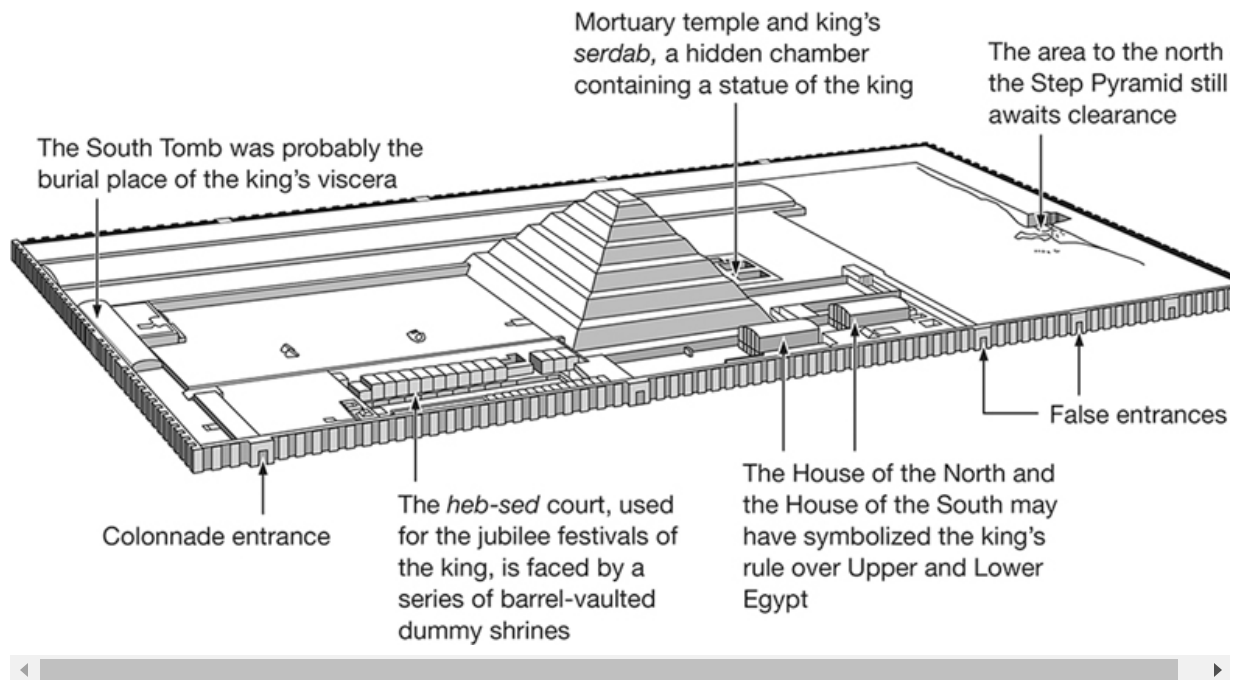 Mortuary temple and king's
serdab, a hidden chamber
containing a statue of the king
The area to the north
the Step Pyramid still
awaits clearance
The South Tomb was probably the
burial place of the king's viscera
False entrances
Colonnade entrance
The heb-sed court, used
for the jubilee festivals of
the king, is faced by a
series of barrel-vaulted
dummy shrines
The House of the North and
the House of the South may
have symbolized the king's
rule over Upper and Lower
Egypt